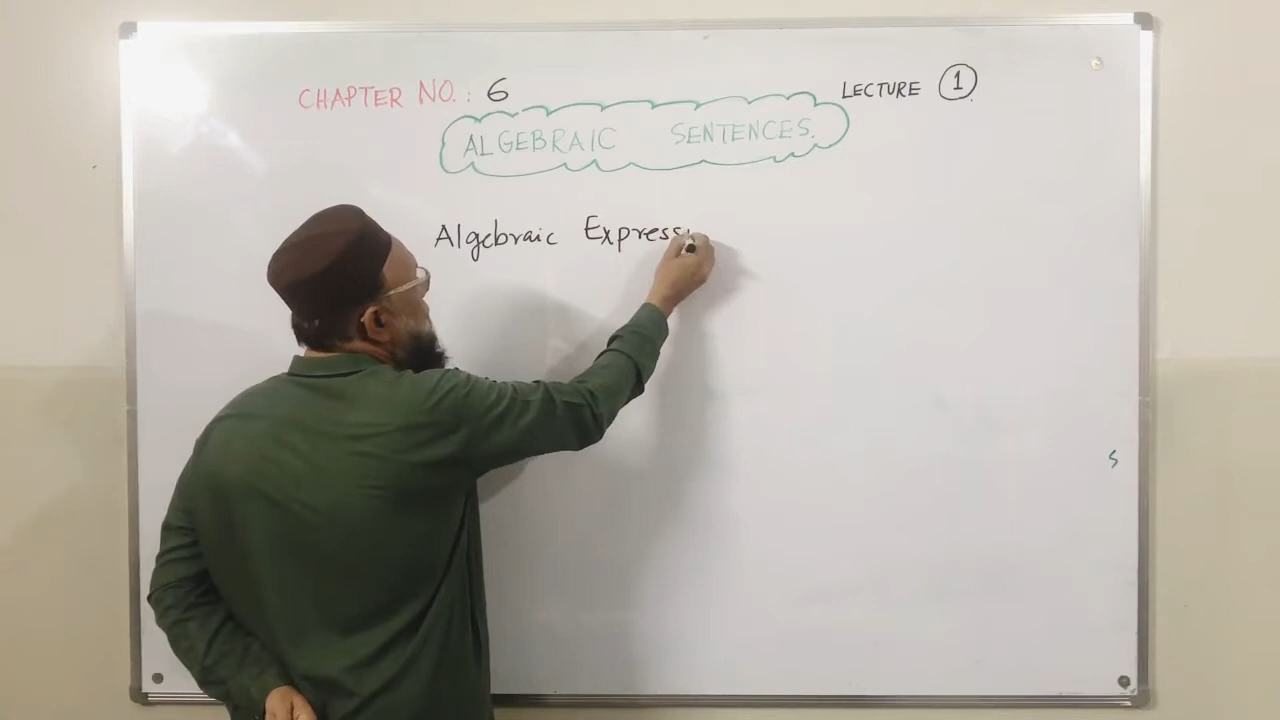 CHAPTER NO. : 6
LECTURE 1.
ALGEBRAIC SENTENCES.
Algebraic Express
S